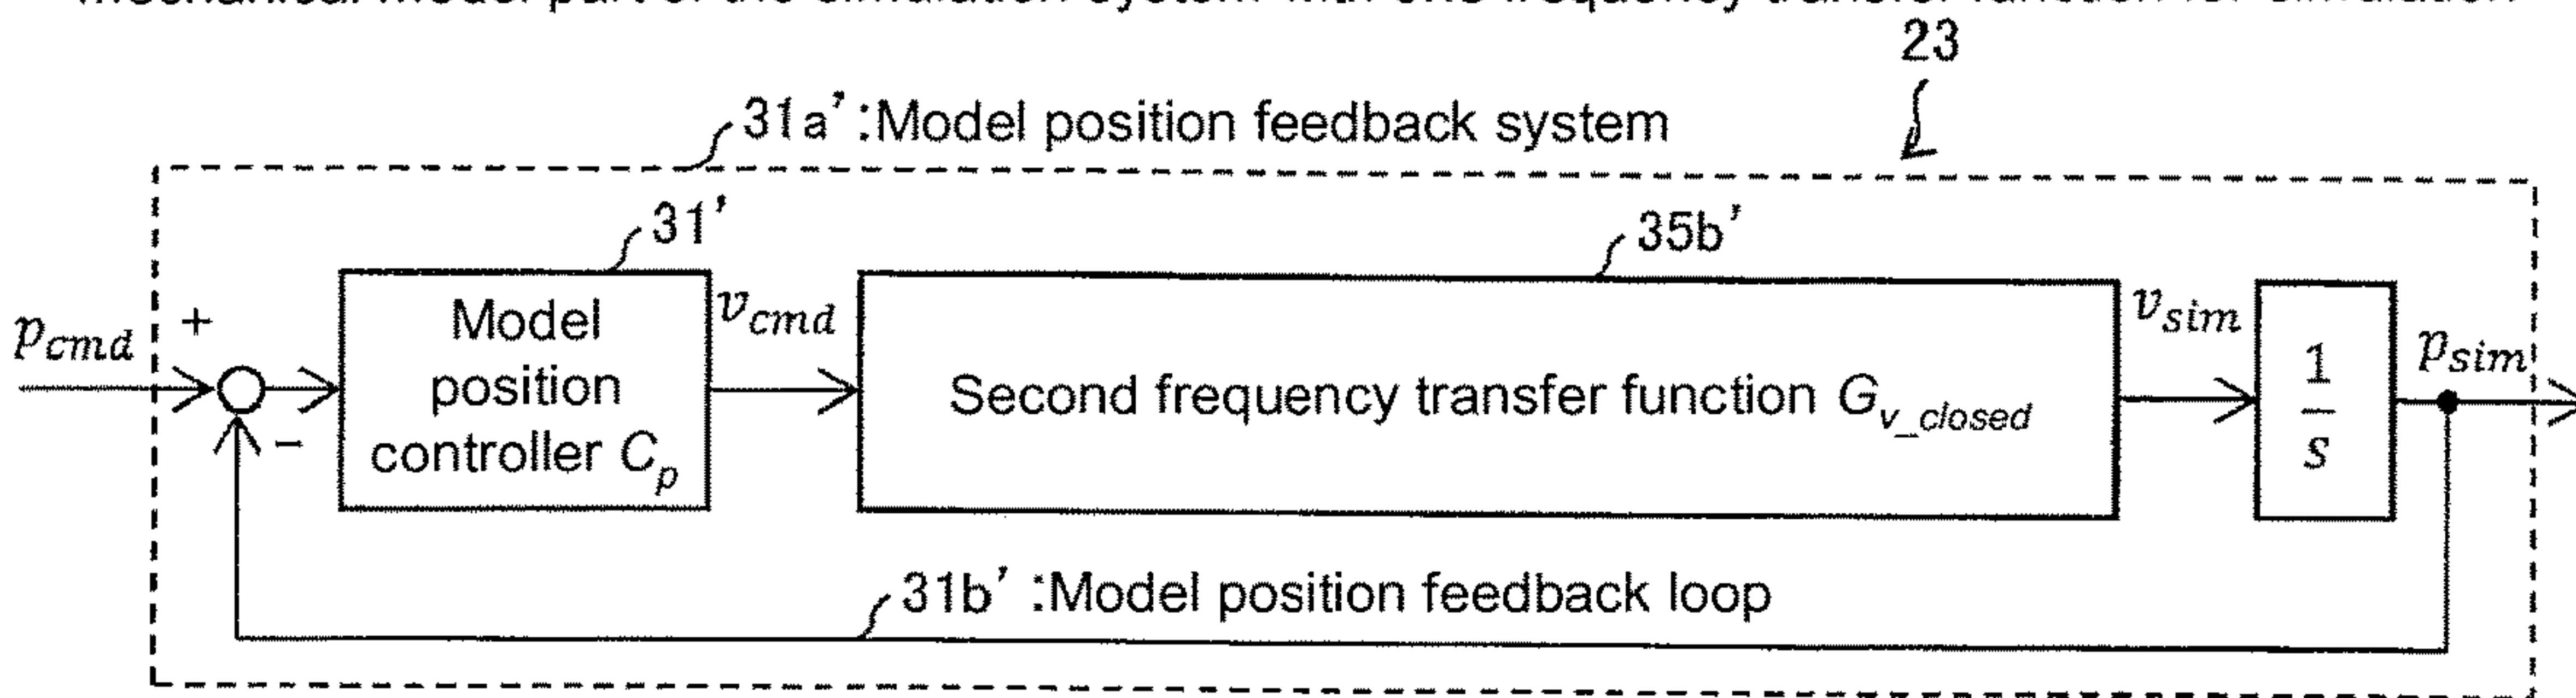 23
31a’ :Model position feedback system
31’
35b’
p_cmd
+
−
Model
position
controller C_p
v_cmd
Second frequency transfer function G_v_closed
v_sim
1
s
p_sim
31b’ :Model position feedback loop